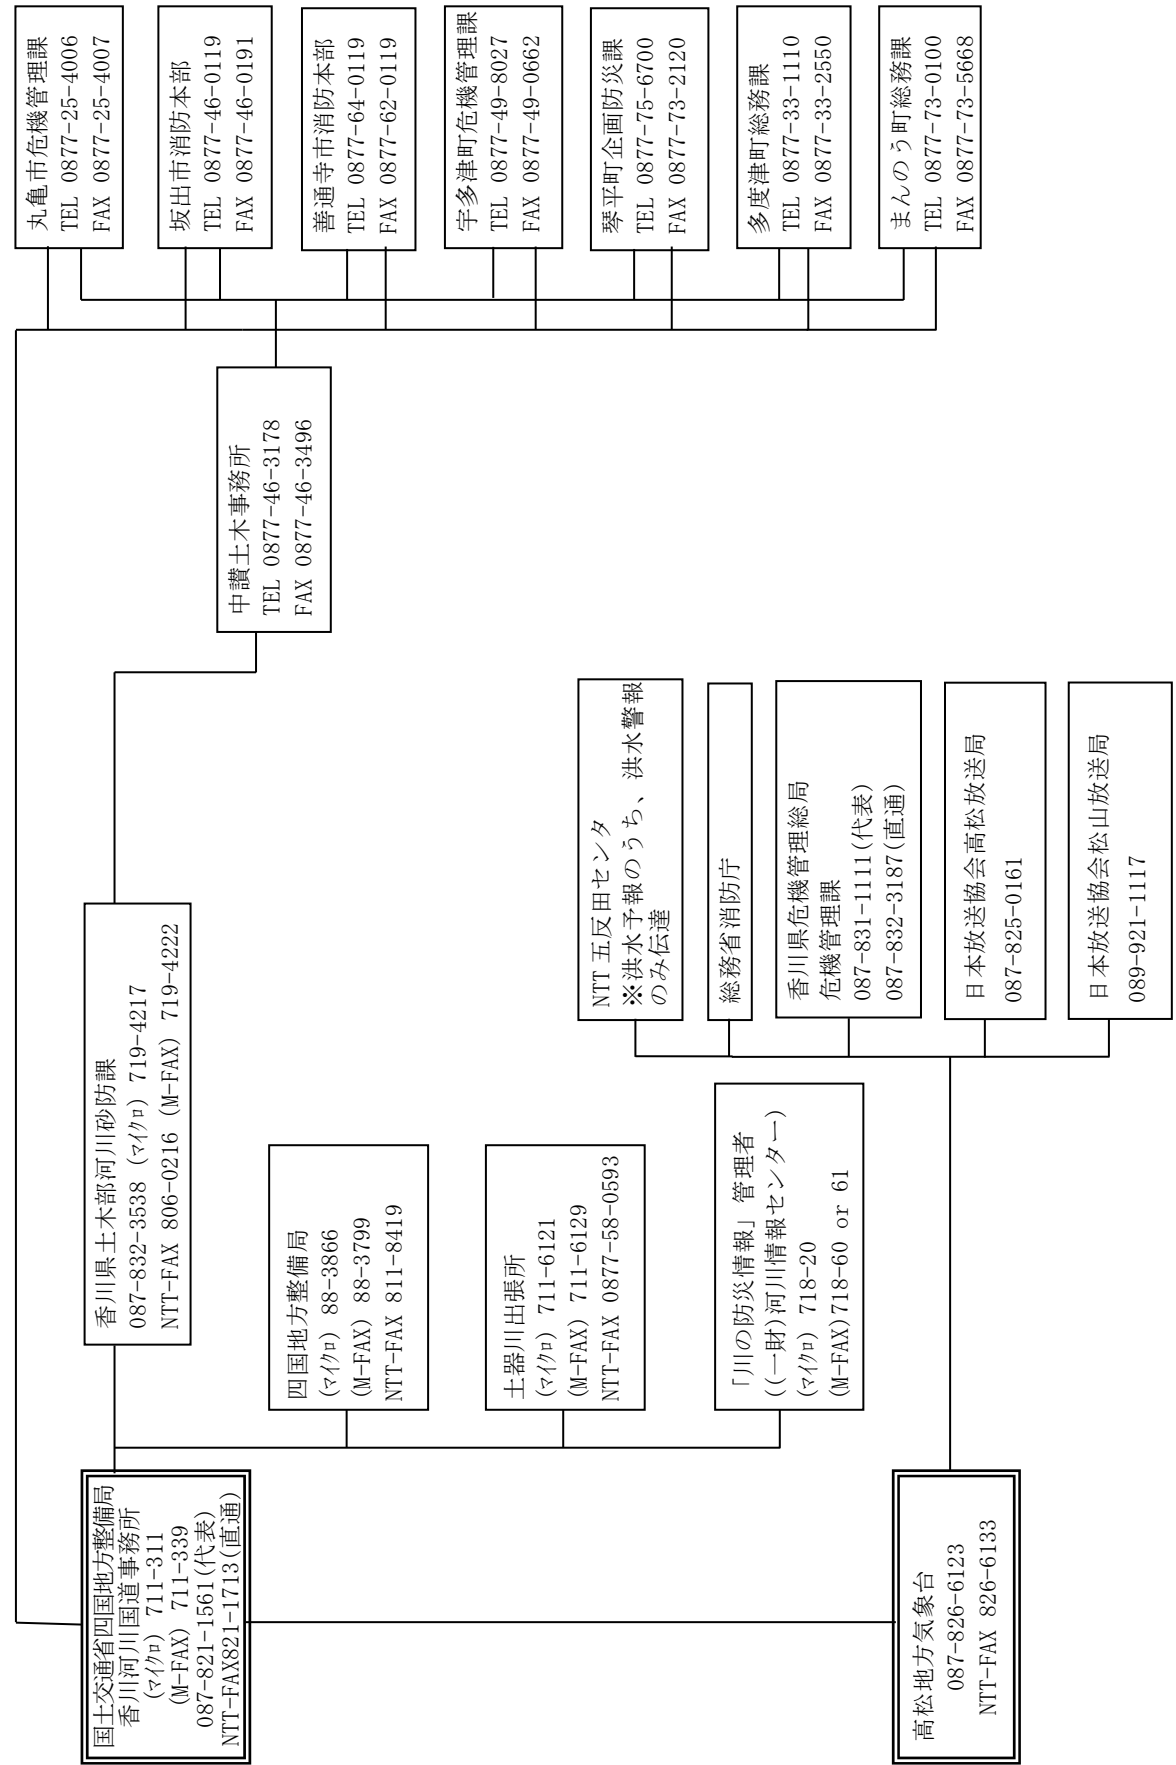 国土交通省四国地方整備局
香川河川国道事務所
(マイクロ) 711-311
(M-FAX) 711-339
087-821-1561(代表)
NTT-FAX821-1713(直通)
高松地方気象台
087-826-6123
NTT-FAX 826-6133
香川県土木部河川砂防課
087-832-3538 (マイクロ) 719-4217
NTT-FAX 806-0216 (M-FAX) 719-4222
四国地方整備局
(マイクロ) 88-3866
(M-FAX) 88-3799
NTT-FAX 811-8419
土器川出張所
(マイクロ) 711-6121
(M-FAX) 711-6129
NTT-FAX 0877-58-0593
「川の防災情報」管理者
((一財)河川情報センター)
(マイクロ) 718-20
(M-FAX)718-60 or 61
NTT 五反田センタ
※洪水予報のうち、洪水警報
のみ伝達
総務省消防庁
香川県危機管理総局
危機管理課
087-831-1111(代表)
087-832-3187(直通)
日本放送協会高松放送局
087-825-0161
日本放送協会松山放送局
089-921-1117
中讃土木事務所
TEL 0877-46-3178
FAX 0877-46-3496
丸亀市危機管理課
TEL 0877-25-4006
FAX 0877-25-4007
坂出市消防本部
TEL 0877-46-0119
FAX 0877-46-0191
善通寺市消防本部
TEL 0877-64-0119
FAX 0877-62-0119
宇多津町危機管理課
TEL 0877-49-8027
FAX 0877-49-0662
琴平町企画防災課
TEL 0877-75-6700
FAX 0877-73-2120
多度津町総務課
TEL 0877-33-1110
FAX 0877-33-2550
まんのう町総務課
TEL 0877-73-0100
FAX 0877-73-5668